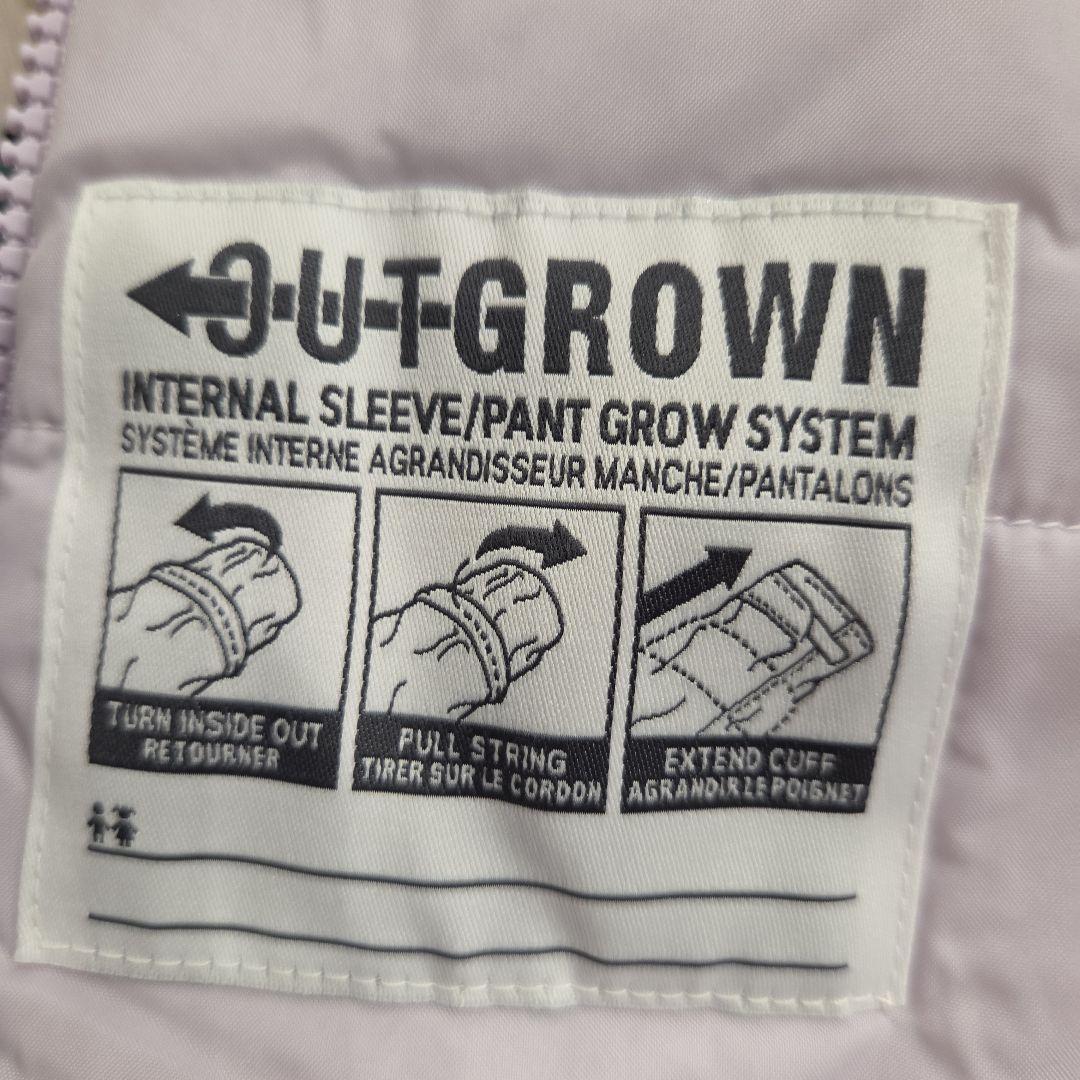 OUTGROWN
INTERNAL SLEEVE/PANT GROW SYSTEM
SYSTÈME INTERNE AGRANDISSEUR MANCHE/PANTALONS
TURN INSIDE OUT
RETOURNER
PULL STRING
TIRER SUR LE CORDON
EXTEND CUFF
AGRANDIR LE POIGNET